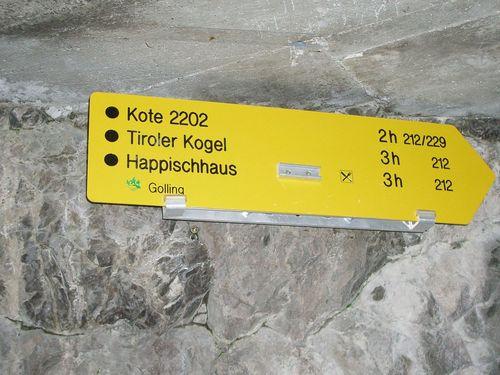 Kote 2202 2h 212/229
Tiroler Kogel 3h 212
Happischhaus 3h 212
Golling